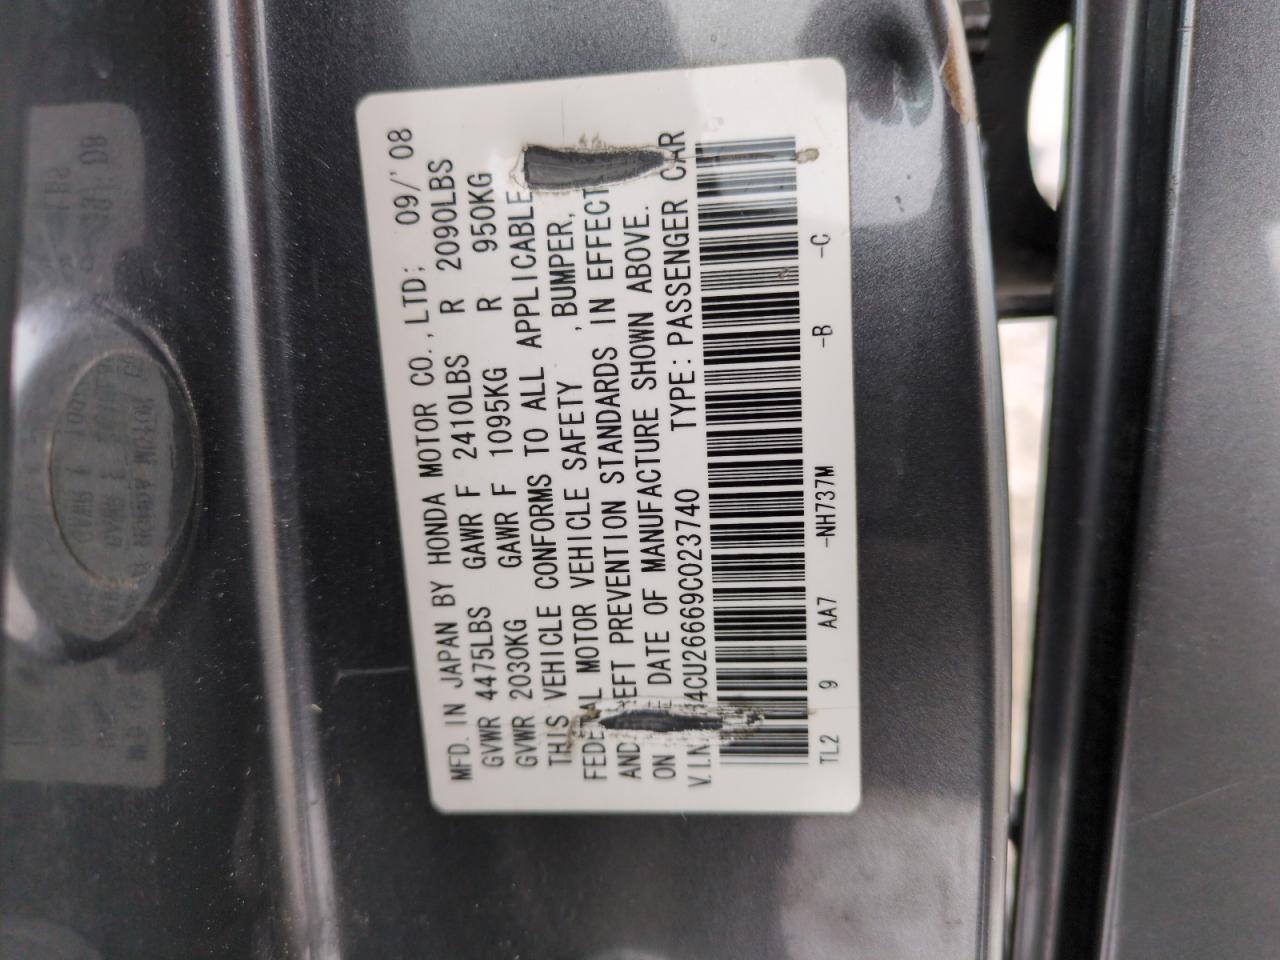 MFD. IN JAPAN BY HONDA MOTOR CO., LTD; 09/'08
GVWR 4475LBS GAWR F 2410LBS R 2090LBS
GVWR 2030KG GAWR F 1095KG R 950KG
THIS VEHICLE CONFORMS TO ALL APPLICABLE
MOTOR VEHICLE SAFETY , BUMPER,
AND PREVENTION STANDARDS IN EFFECT
ON DATE OF MANUFACTURE SHOWN ABOVE.
V.I.N. 4CU26669C023740 TYPE: PASSENGER CAR
TL2 9 AA7 -NH737M -B -C